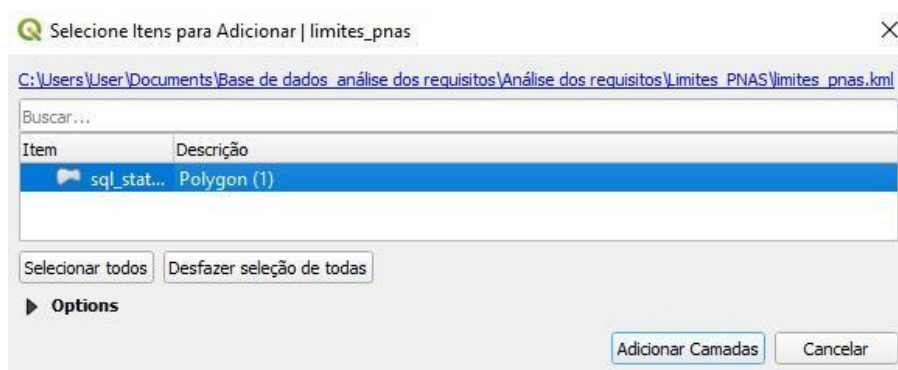 Selecione Itens para Adicionar | limites_pnas
C:\Users\User\Documents\Base de dados_análise dos requisitos\Análise dos requisitos\Limites_PNAS\limites_pnas.kml
Buscar...
Item Descrição
sql_stat... Polygon (1)
Selecionar todos Desfazer seleção de todas
Options
Adicionar Camadas Cancelar